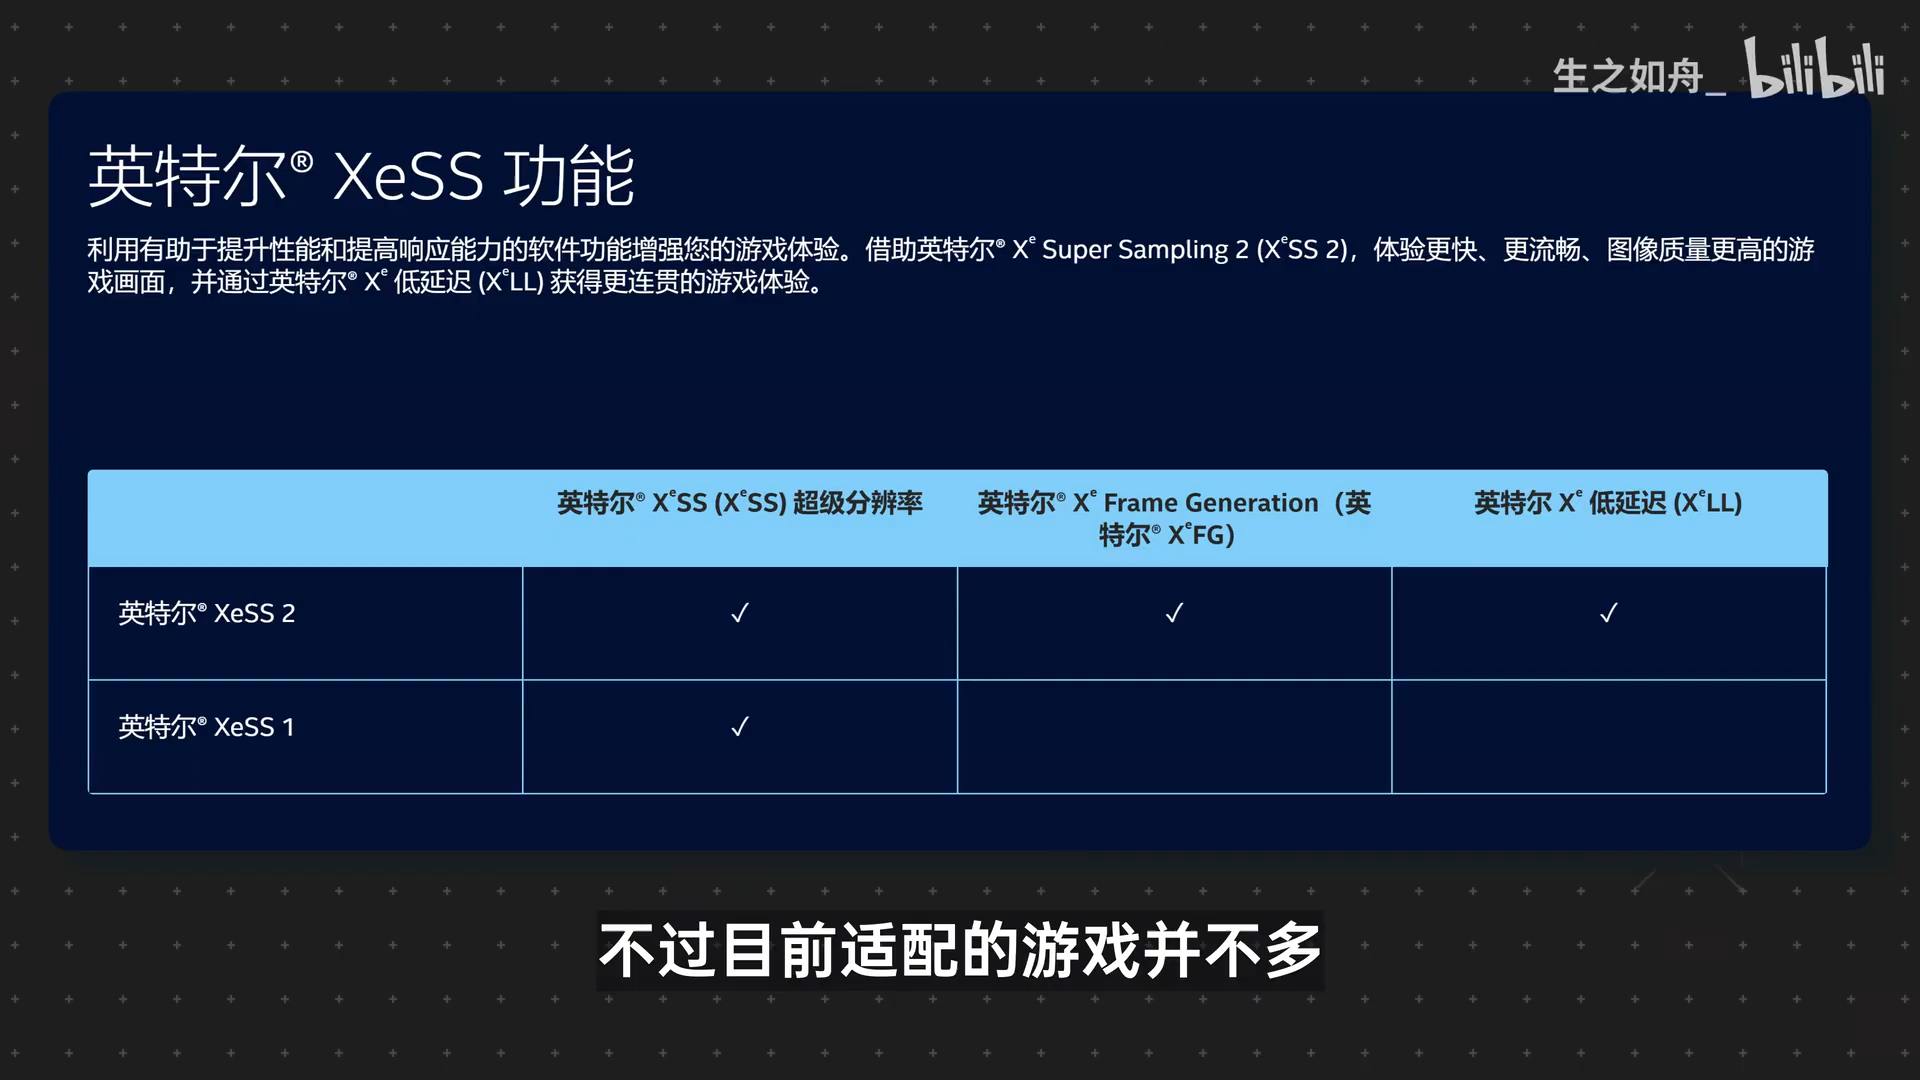 生之如舟_ bilibili
英特尔® XeSS 功能
利用有助于提升性能和提高响应能力的软件功能增强您的游戏体验。借助英特尔® Xe Super Sampling 2 (XeSS 2)，体验更快、更流畅、图像质量更高的游
戏画面，并通过英特尔® Xe 低延迟 (XeLL) 获得更连贯的游戏体验。
英特尔® XeSS (XeSS) 超级分辨率
英特尔® Xe Frame Generation（英
特尔® XeFG）
英特尔 Xe 低延迟 (XeLL)
英特尔® XeSS 2 ✓ ✓ ✓
英特尔® XeSS 1 ✓
不过目前适配的游戏并不多